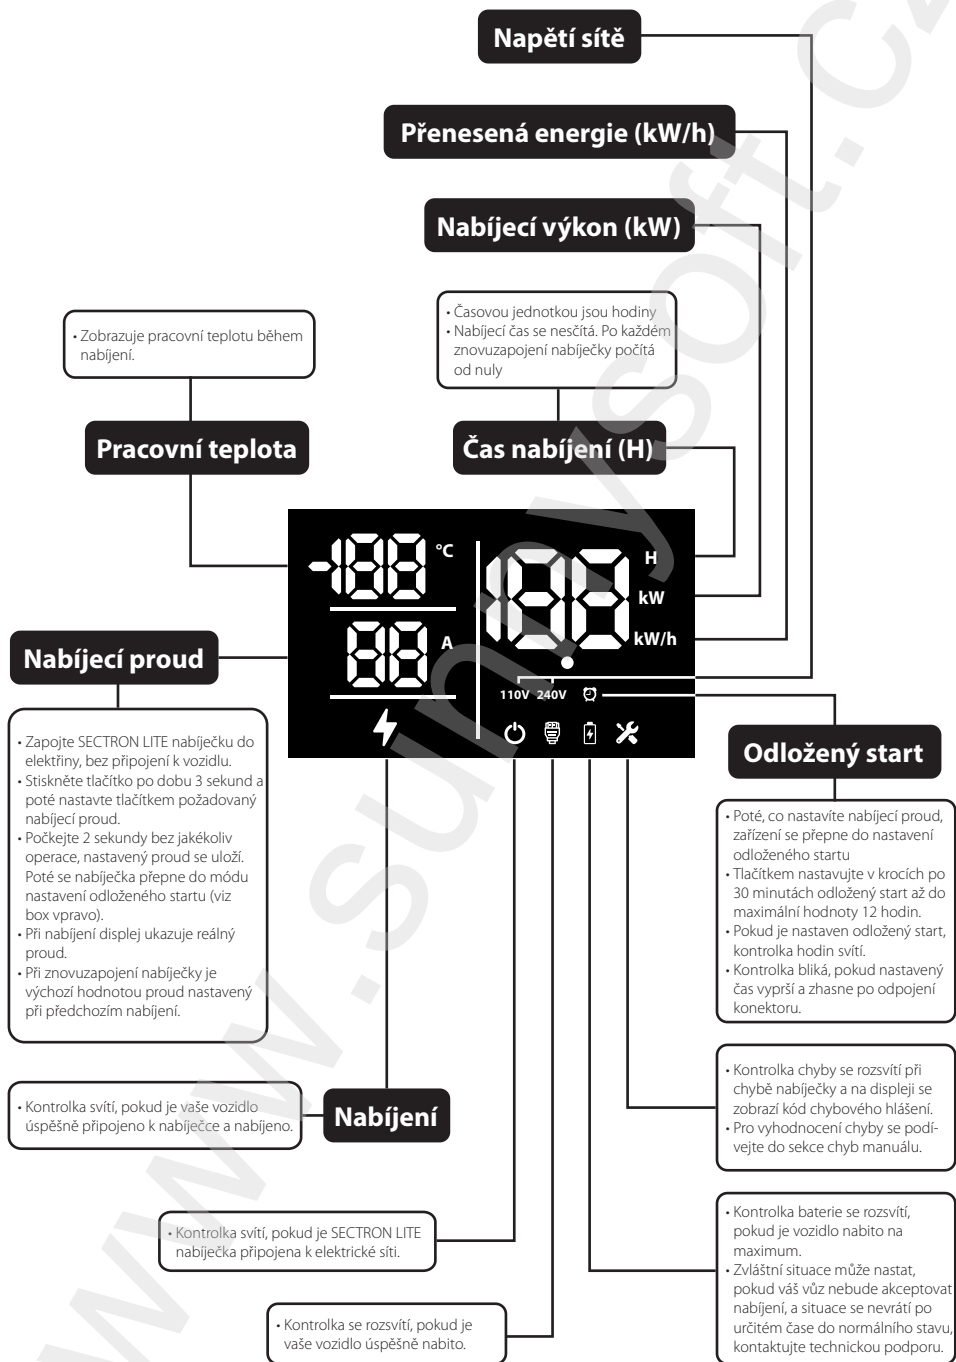 Napětí sítě
Přenesená energie (kW/h)
Nabíjecí výkon (kW)
• Časovou jednotkou jsou hodiny
• Nabíjecí čas se nesčítá. Po každém
znovuzapojení nabíječky počítá
od nuly
• Zobrazuje pracovní teplotu během
nabíjení.
Pracovní teplota
Čas nabíjení (H)
-188 °C
188
H
kW
kW/h
88 A
110V 240V
Nabíjecí proud
• Zapojte SECTRON LITE nabíječku do
elektřiny, bez připojení k vozidlu.
• Stiskněte tlačítko po dobu 3 sekund a
poté nastavte tlačítkem požadovaný
nabíjecí proud.
• Počkejte 2 sekundy bez jakékoliv
operace, nastavený proud se uloží.
Poté se nabíječka přepne do módu
nastavení odloženého startu (viz
box vpravo).
• Při nabíjení displej ukazuje reálný
proud.
• Při znovuzapojení nabíječky je
výchozí hodnotou proud nastavený
při předchozím nabíjení.
Odložený start
• Poté, co nastavíte nabíjecí proud,
zařízení se přepne do nastavení
odloženého startu
• Tlačítkem nastavujte v krocích po
30 minutách odložený start až do
maximální hodnoty 12 hodin.
• Pokud je nastaven odložený start,
kontrolka hodin svítí.
• Kontrolka bliká, pokud nastavený
čas vyprší a zhasne po odpojení
konektoru.
• Kontrolka chyby se rozsvítí při
chybě nabíječky a na displeji se
zobrazí kód chybového hlášení.
• Pro vyhodnocení chyby se podí-
vejte do sekce chyb manuálu.
• Kontrolka svítí, pokud je vaše vozidlo
úspěšně připojeno k nabíječce a nabíjeno.
Nabíjení
• Kontrolka svítí, pokud je SECTRON LITE
nabíječka připojena k elektrické síti.
• Kontrolka baterie se rozsvítí,
pokud je vozidlo nabito na
maximum.
• Zvláštní situace může nastat,
pokud váš vůz nebude akceptovat
nabíjení, a situace se nevrátí po
určitém čase do normálního stavu,
kontaktujte technickou podporu.
• Kontrolka se rozsvítí, pokud je
vaše vozidlo úspěšně nabito.
www.sunnysoft.cz